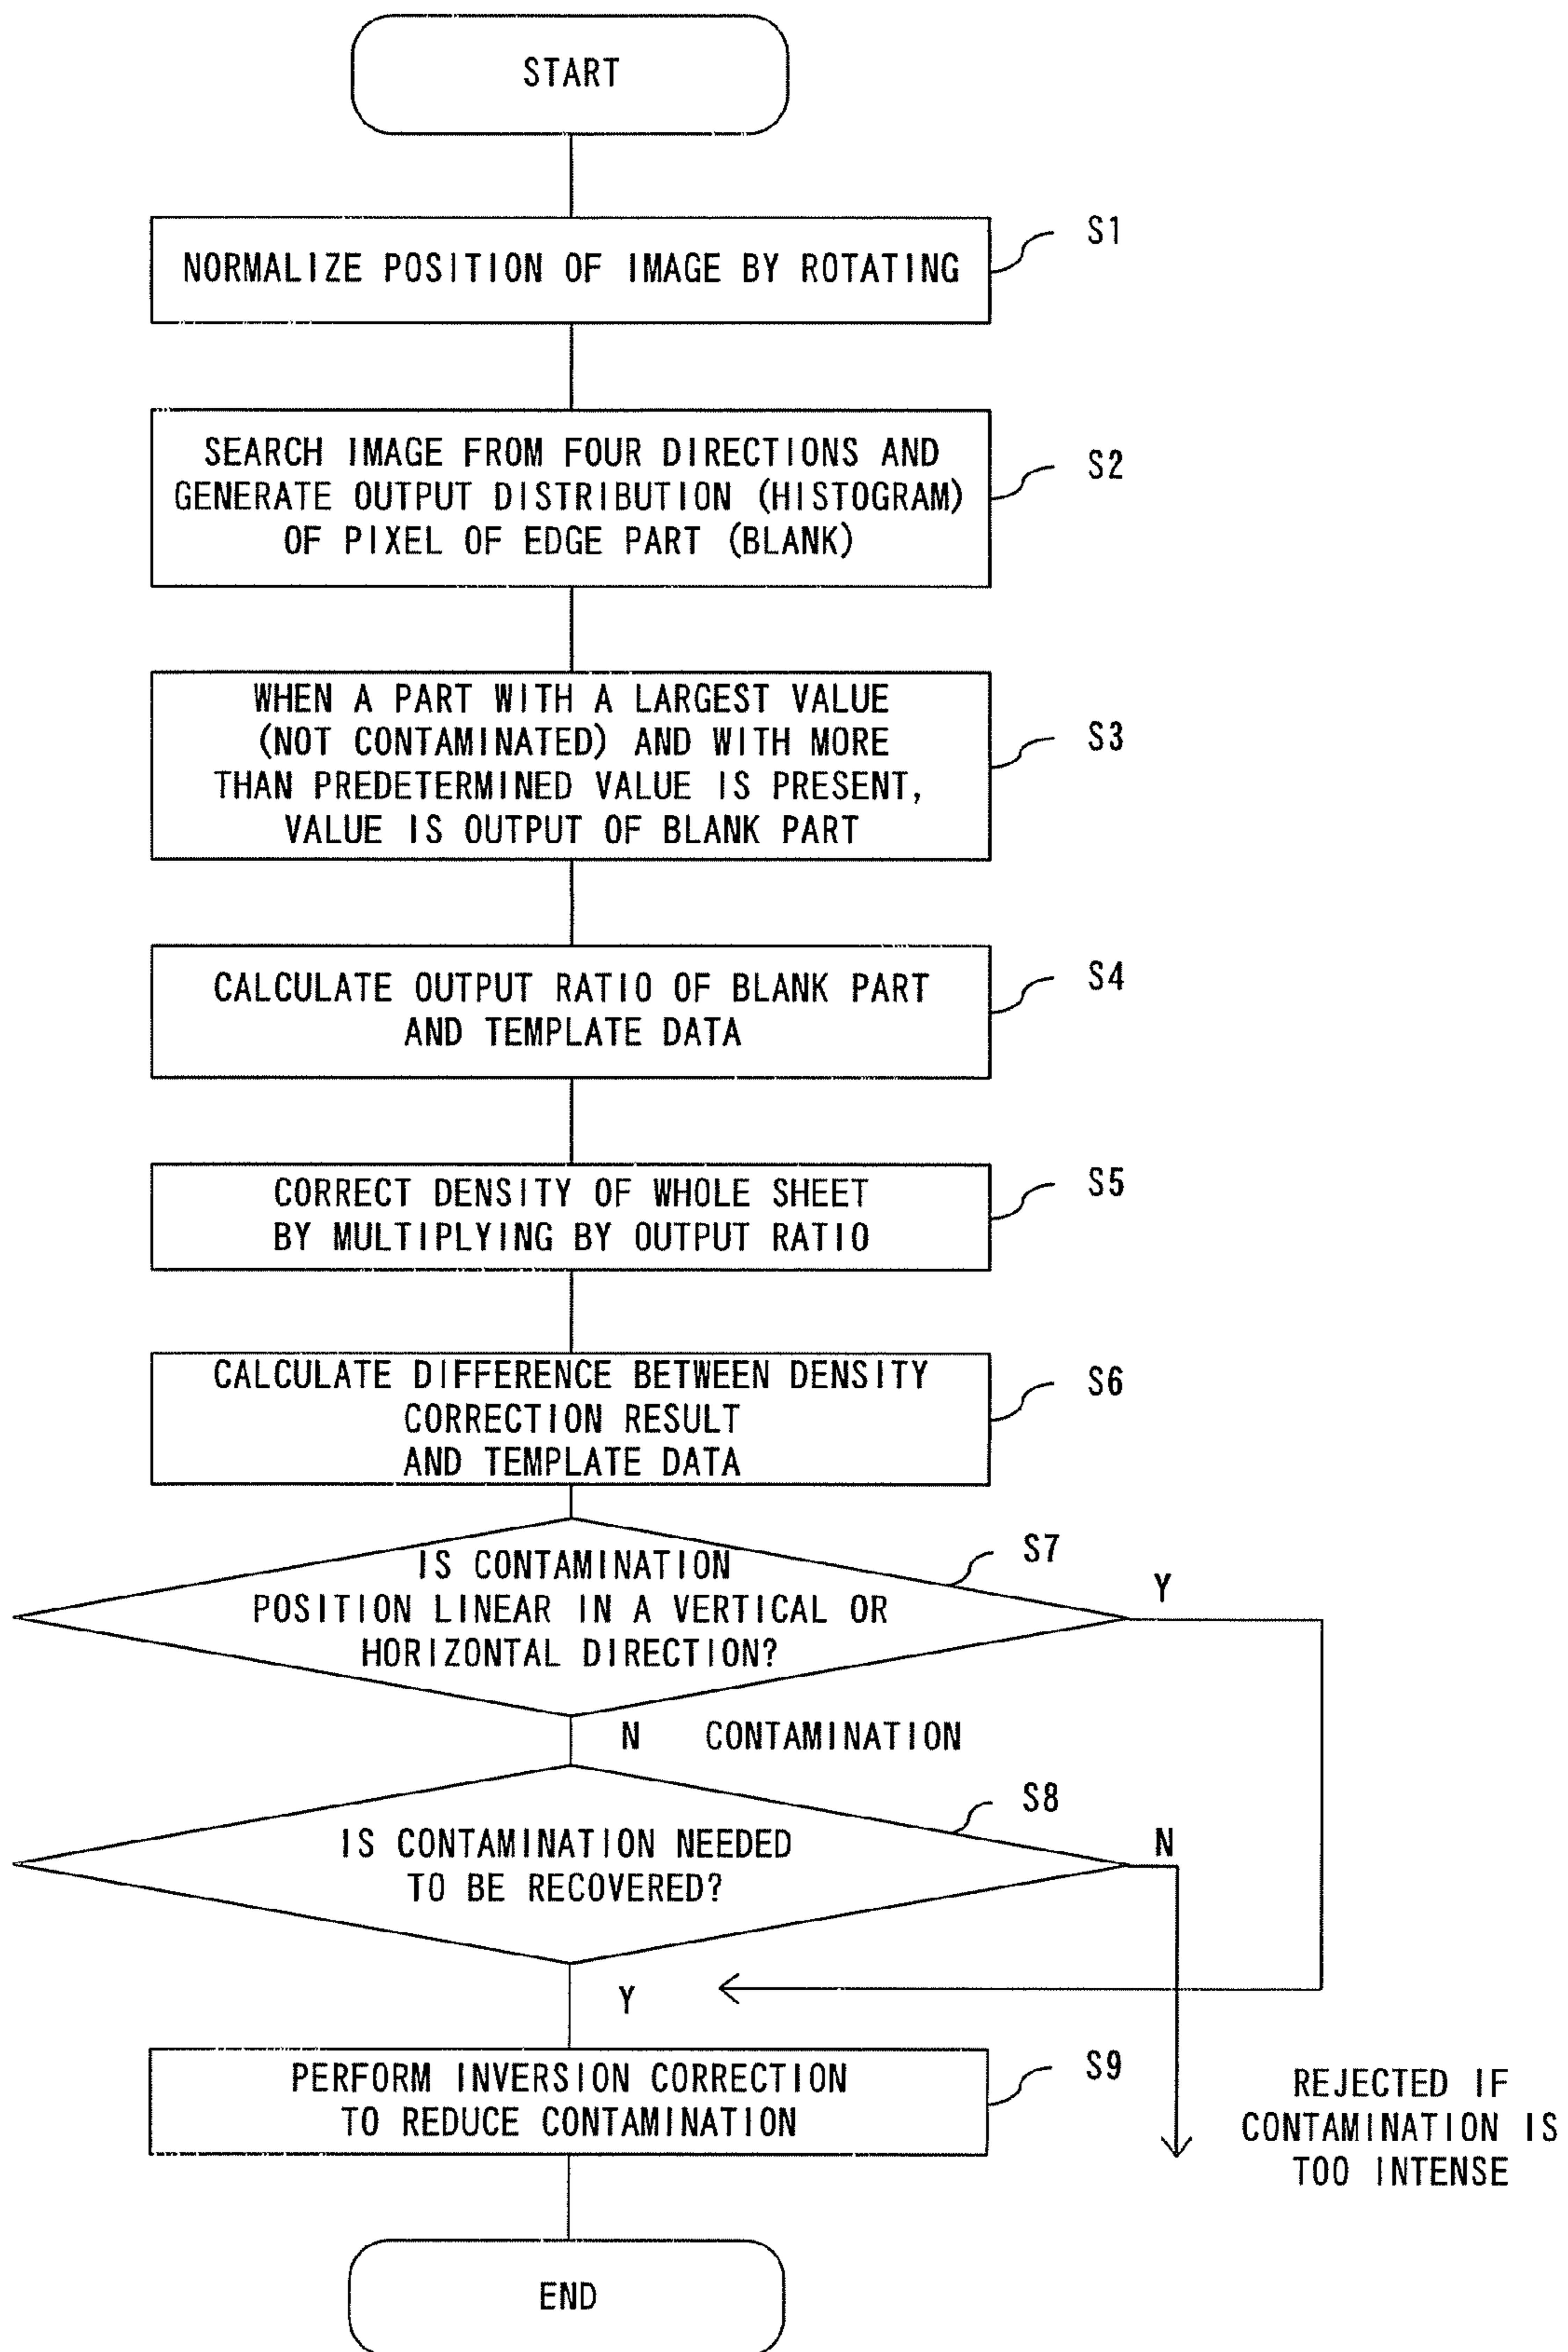 START
S1
NORMALIZE POSITION OF IMAGE BY ROTATING
SEARCH IMAGE FROM FOUR DIRECTIONS AND
S2
GENERATE OUTPUT DISTRIBUTION (HISTOGRAM)
OF PIXEL OF EDGE PART (BLANK)
WHEN A PART WITH A LARGEST VALUE
(NOT CONTAMINATED) AND WITH MORE
S3
THAN PREDETERMINED VALUE IS PRESENT,
VALUE IS OUTPUT OF BLANK PART
CALCULATE OUTPUT RATIO OF BLANK PART
S4
AND TEMPLATE DATA
CORRECT DENSITY OF WHOLE SHEET
S5
BY MULTIPLYING BY OUTPUT RATIO
CALCULATE DIFFERENCE BETWEEN DENSITY
S6
CORRECTION RESULT
AND TEMPLATE DATA
S7
IS CONTAMINATION
POSITION LINEAR IN A VERTICAL OR
HORIZONTAL DIRECTION?
Y
N CONTAMINATION
S8
IS CONTAMINATION NEEDED
TO BE RECOVERED?
N
Y
PERFORM INVERSION CORRECTION
TO REDUCE CONTAMINATION
S9
REJECTED IF
CONTAMINATION IS
TOO INTENSE
END